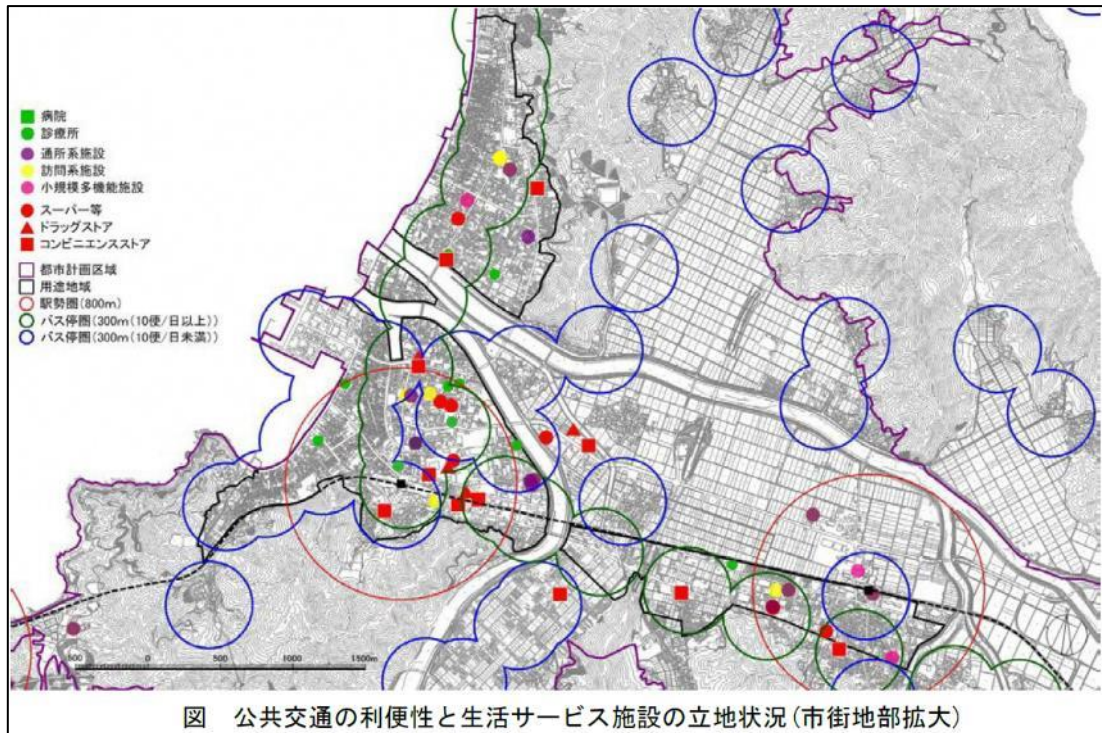 病院
診療所
通所系施設
訪問系施設
小規模多機能施設
スーパー等
ドラッグストア
コンビニエンスストア
都市計画区域
用途地域
駅勢圏(800m)
バス停圏(300m(10便/日以上))
バス停圏(300m(10便/日未満))
500 0 500 1000 1500m
図 公共交通の利便性と生活サービス施設の立地状況(市街地部拡大)